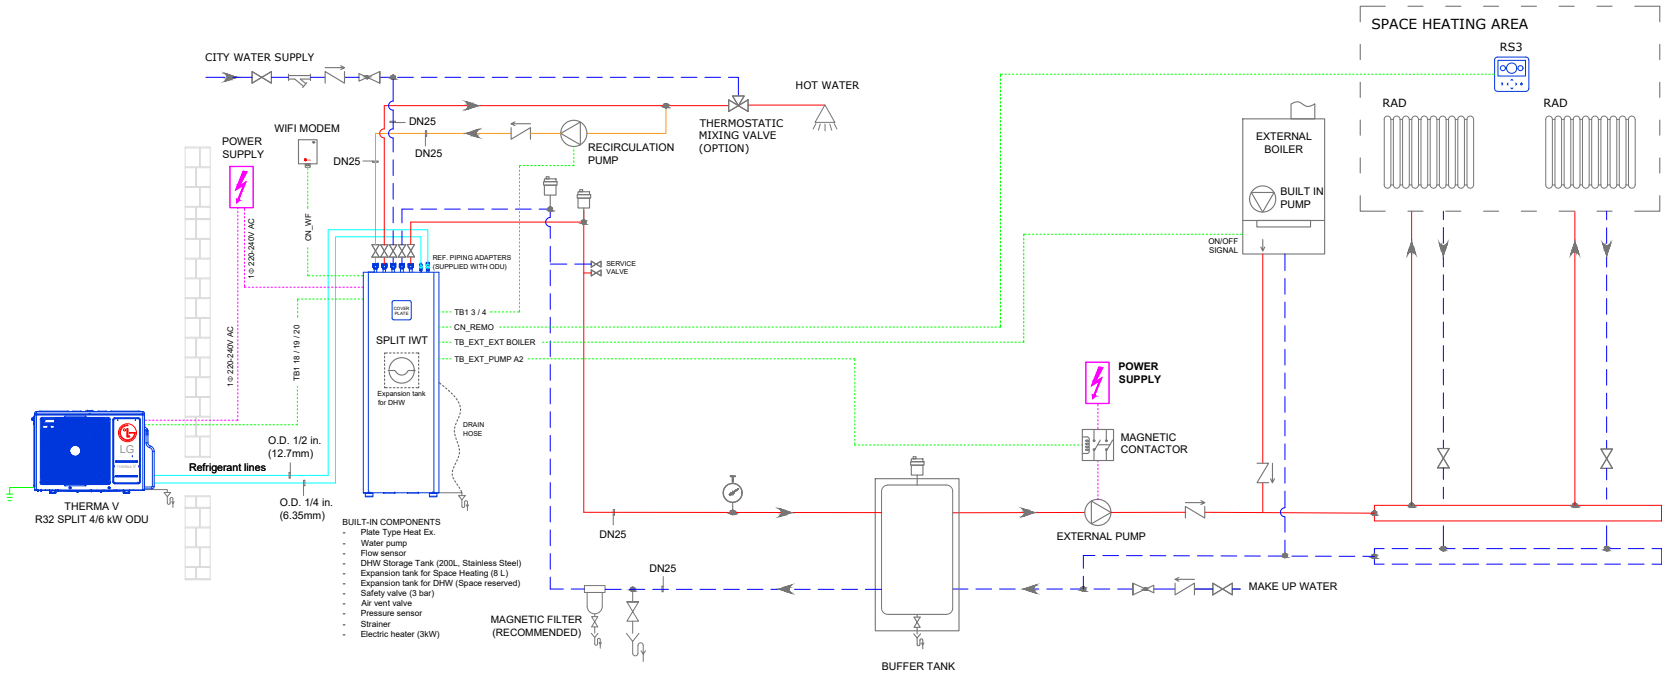 SPACE HEATING AREA
RS3
RAD
RAD
CITY WATER SUPPLY
HOT WATER
DN25
DN25
DN25
THERMOSTATIC
MIXING VALVE
(OPTION)
RECIRCULATION
PUMP
WIFI MODEM
POWER
SUPPLY
EXTERNAL
BOILER
BUILT IN
PUMP
ON/OFF
SIGNAL
CN_WF
1Φ 220-240V AC
1Φ 220-240V AC
TB1 18 / 19 / 20
REF. PIPING ADAPTERS
(SUPPLIED WITH ODU)
SERVICE
VALVE
COVER
PLATE
SPLIT IWT
Expansion tank
for DHW
TB1 3 / 4
CN_REMO
TB_EXT_EXT BOILER
TB_EXT_PUMP A2
DRAIN
HOSE
POWER
SUPPLY
MAGNETIC
CONTACTOR
LG
LG
THERMA V
Refrigerant lines
O.D. 1/2 in.
(12.7mm)
O.D. 1/4 in.
(6.35mm)
THERMA V
R32 SPLIT 4/6 kW ODU
BUILT-IN COMPONENTS
- Plate Type Heat Ex.
- Water pump
- Flow sensor
- DHW Storage Tank (200L, Stainless Steel)
- Expansion tank for Space Heating (8 L)
- Expansion tank for DHW (Space reserved)
- Safety valve (3 bar)
- Air vent valve
- Pressure sensor
- Strainer
- Electric heater (3kW)
DN25
EXTERNAL PUMP
DN25
MAKE UP WATER
MAGNETIC FILTER
(RECOMMENDED)
BUFFER TANK